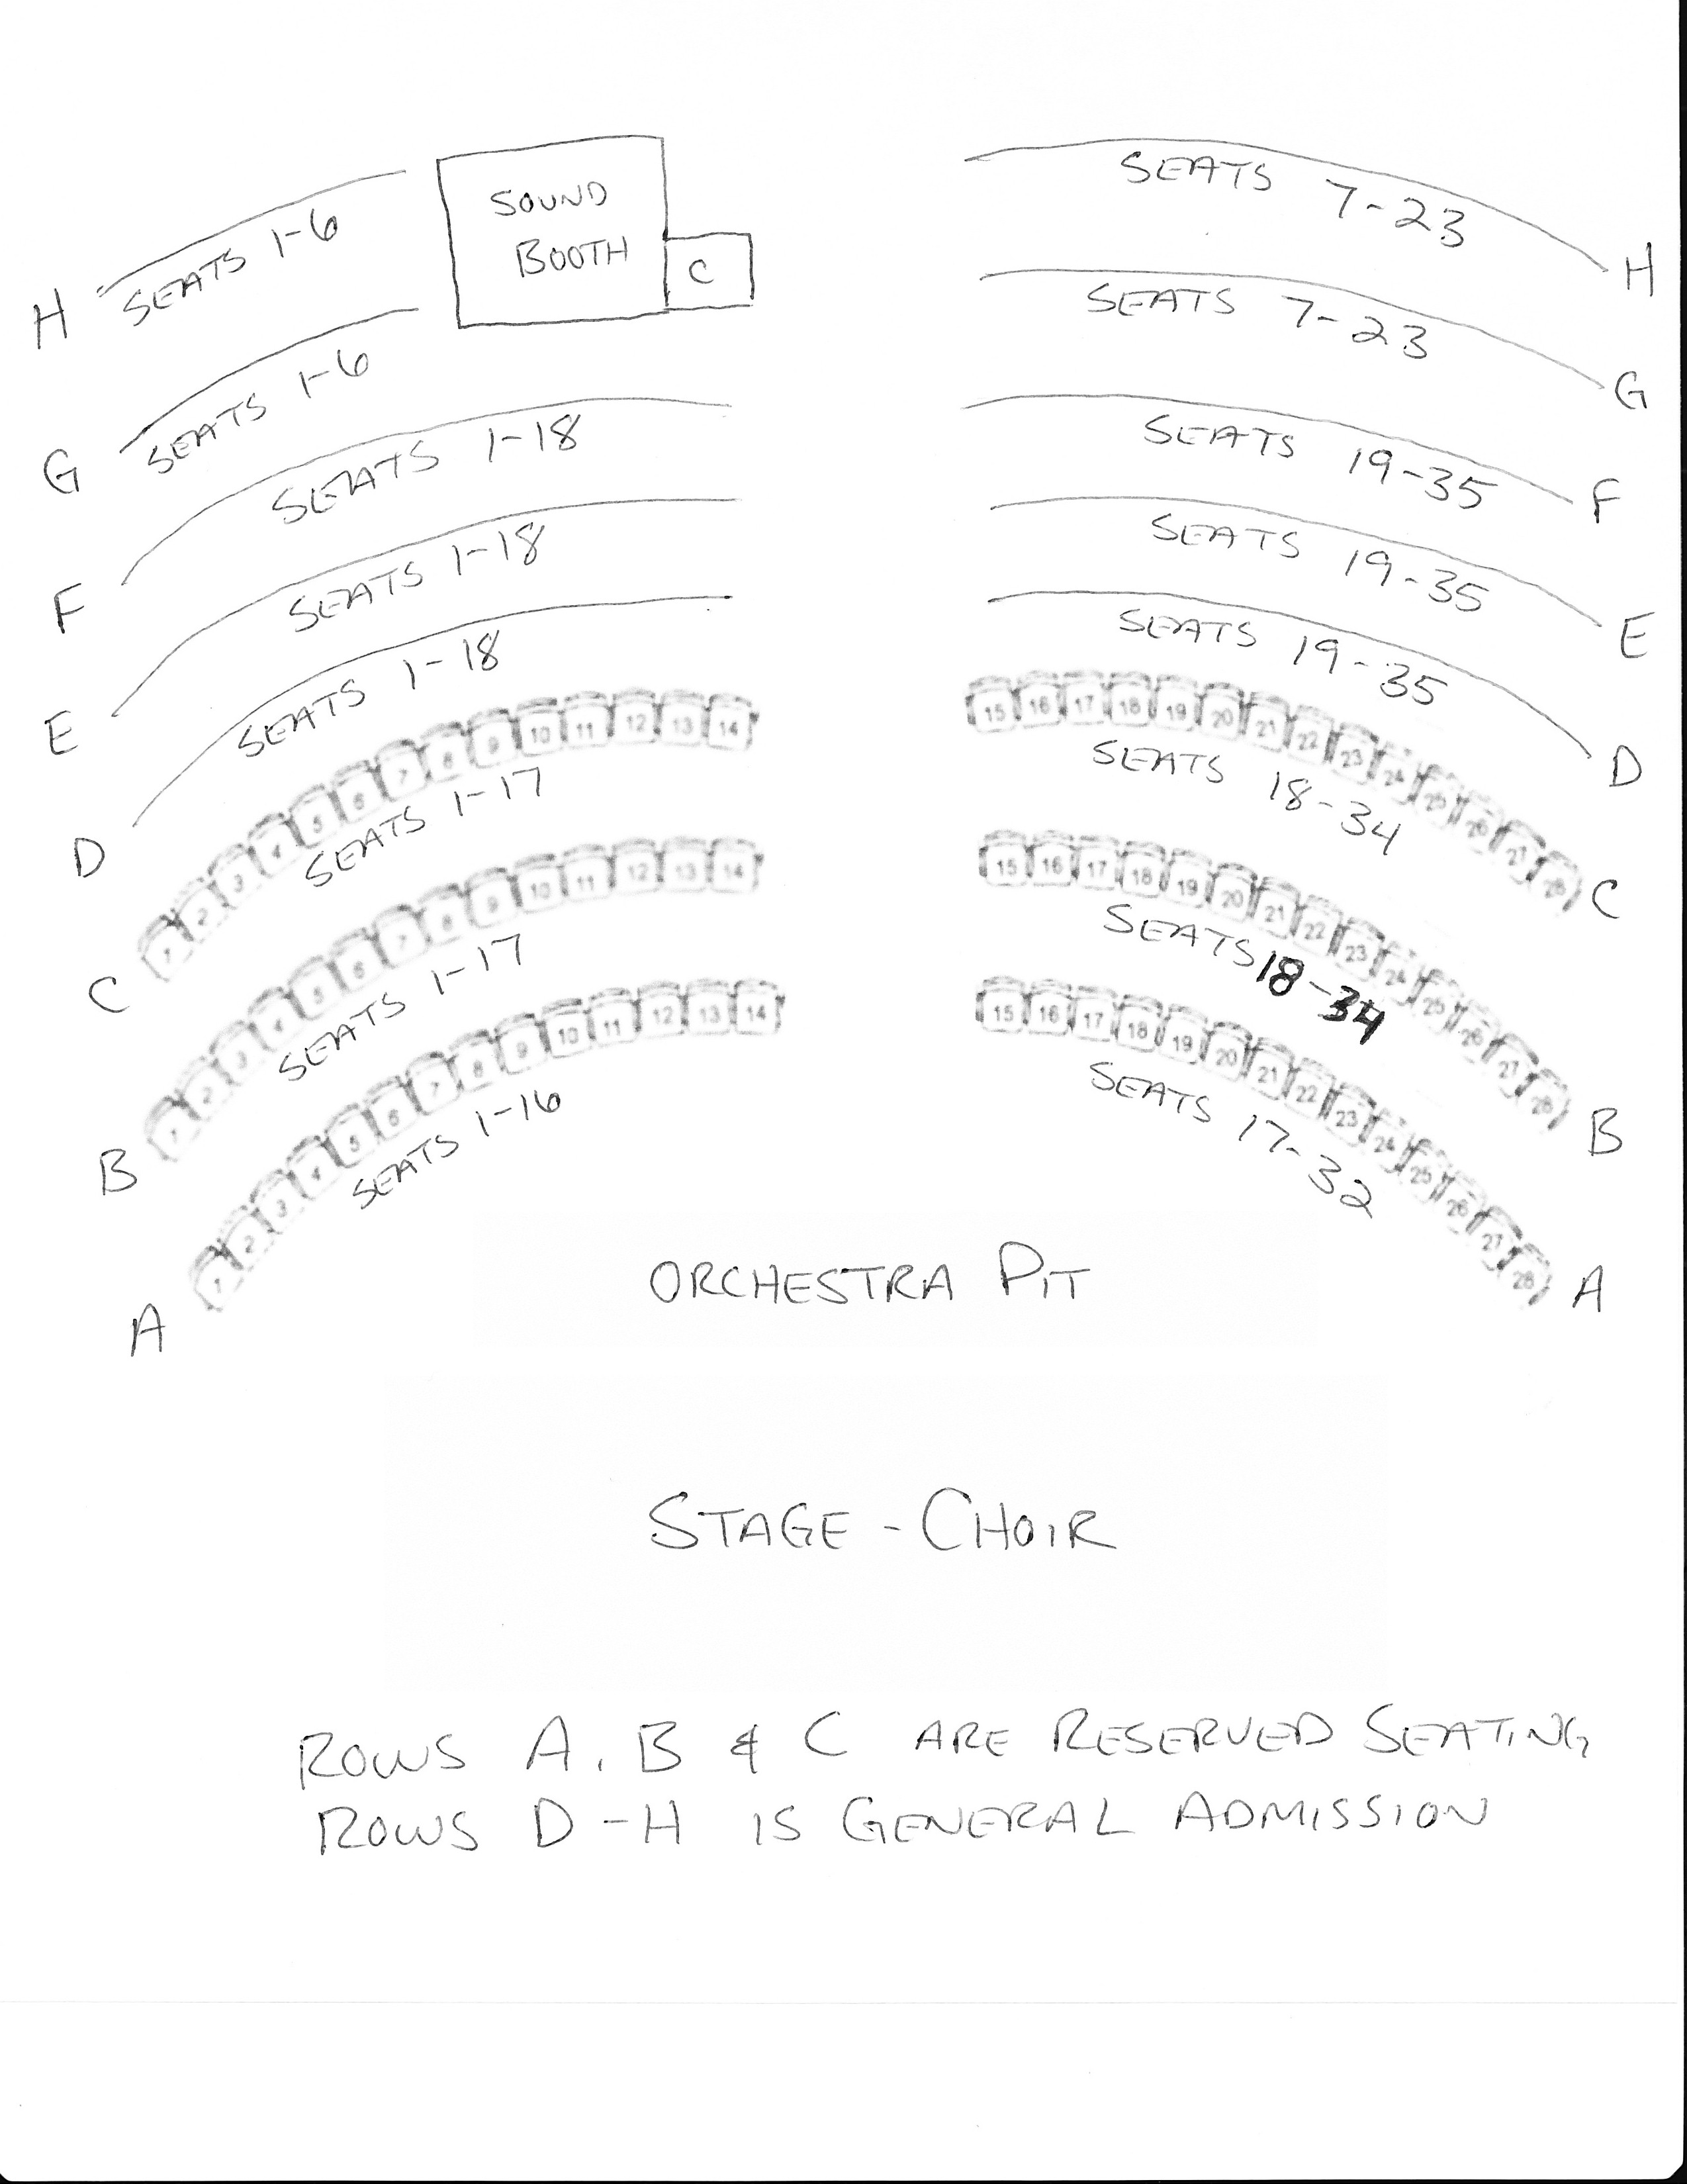 SOUND
BOOTH
C
H SEATS 1-6
SEATS 7-23 H
G SEATS 1-6
SEATS 7-23 G
F SEATS 1-18
SEATS 19-35 F
E SEATS 1-18
SEATS 19-35 E
D SEATS 1-18
SEATS 19-35 D
1 2 3 4 5 6 7 8 9 10 11 12 13 14
15 16 17 18 19 20 21 22 23 24 25 26 27 28
C SEATS 1-17
SEATS 18-34 C
1 2 3 4 5 6 7 8 9 10 11 12 13 14
15 16 17 18 19 20 21 22 23 24 25 26 27 28
B SEATS 1-17
SEATS 18-34 B
1 2 3 4 5 6 7 8 9 10 11 12 13 14
15 16 17 18 19 20 21 22 23 24 25 26 27 28
A SEATS 1-16
SEATS 17-32 A
ORCHESTRA PIT
STAGE - CHOIR
ROWS A, B & C ARE RESERVED SEATING
ROWS D-H IS GENERAL ADMISSION